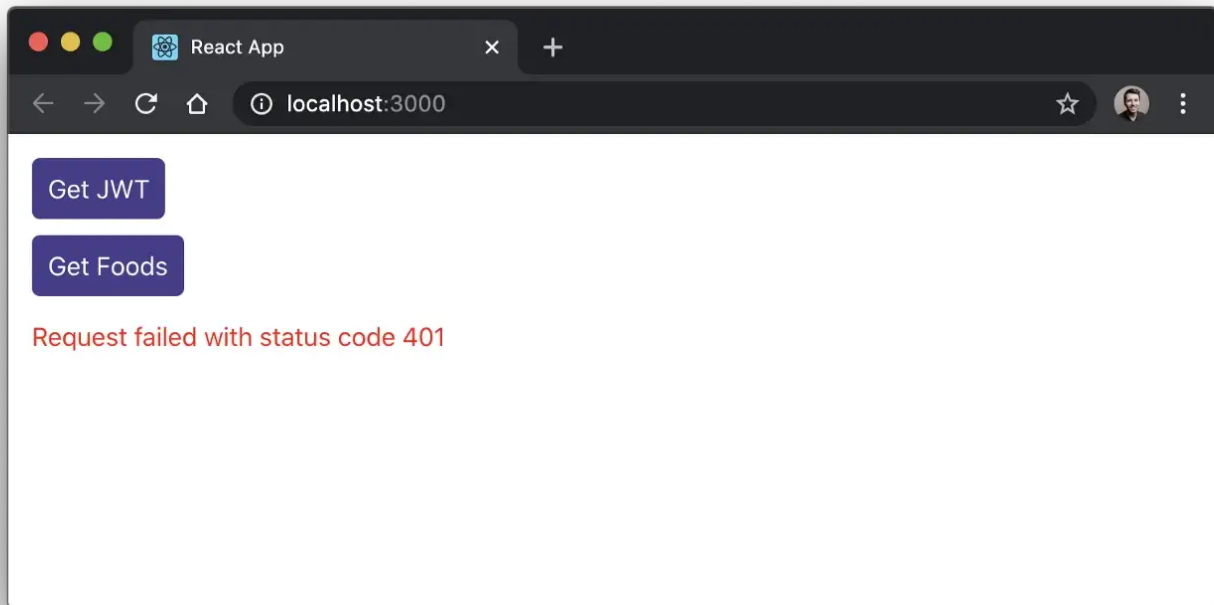 React App
localhost:3000
Get JWT
Get Foods
Request failed with status code 401